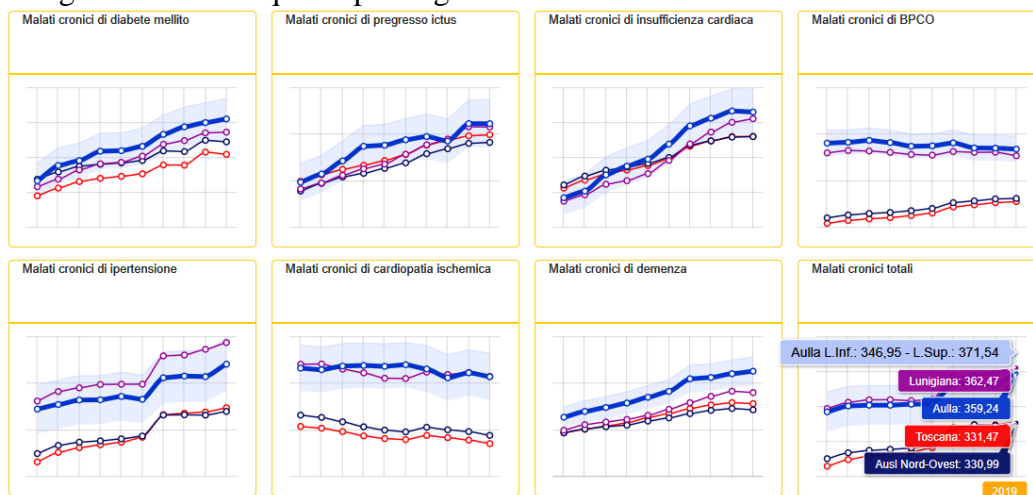 Malati cronici di diabete mellito
Malati cronici di pregresso ictus
Malati cronici di insufficienza cardiaca
Malati cronici di BPCO
Malati cronici di ipertensione
Malati cronici di cardiopatia ischemica
Malati cronici di demenza
Malati cronici totali
Aulla L.Inf.: 346,95 - L.Sup.: 371,54
Lunigiana: 362,47
Aulla: 359,24
Toscana: 331,47
Ausl Nord-Ovest: 330,99
2019